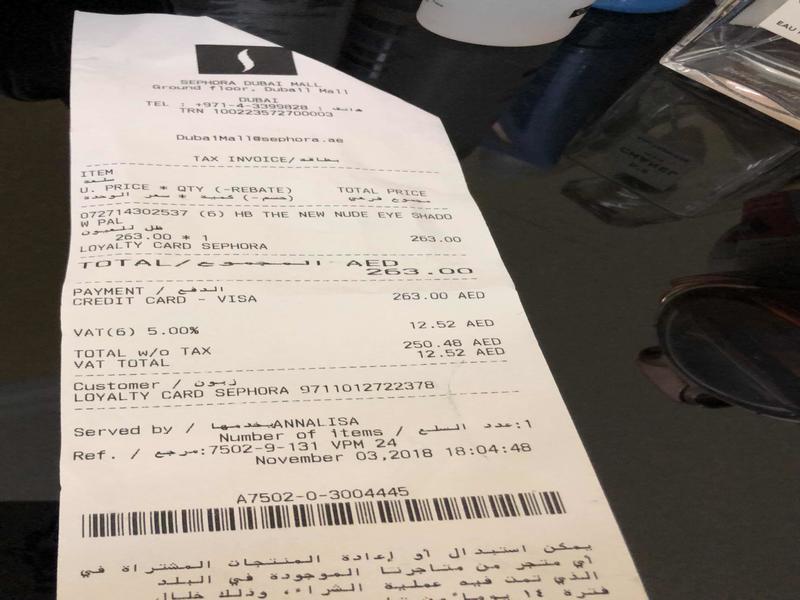 SEPHORA DUBAI MALL
Ground floor, Dubail Mall
DUBAI
TEL : +971-4-3399828 : هاتف
TRN 100223572700003
DubaiMall@sephora.ae
TAX INVOICE/بطاقة
ITEM
سلعة
U. PRICE * QTY (-REBATE) TOTAL PRICE
مجموع فرعي (خسم-) كمية * سعر الوحدة
072714302537 (6) HB THE NEW NUDE EYE SHADO
W PAL
ظل للعيون
263.00 * 1 263.00
LOYALTY CARD SEPHORA
TOTAL/المجموع AED
263.00
PAYMENT / الدفع
CREDIT CARD - VISA 263.00 AED
VAT(6) 5.00% 12.52 AED
TOTAL w/o TAX 250.48 AED
VAT TOTAL 12.52 AED
Customer / زبون
LOYALTY CARD SEPHORA 9711012722378
Served by / يخدمها ANNALISA
Number of items / عدد السلع :1
Ref. / مرجع:7502-9-131 VPM 24
November 03,2018 18:04:48
A7502-0-3004445
يمكن استبدال أو إعادة المنتجات المشتراة في
أي متجر من متاجرنا الموجودة في البلد
الذي تمت فيه عملية الشراء، وذلك خلال
فترة ١٤ يوما
EAU
CHANEL